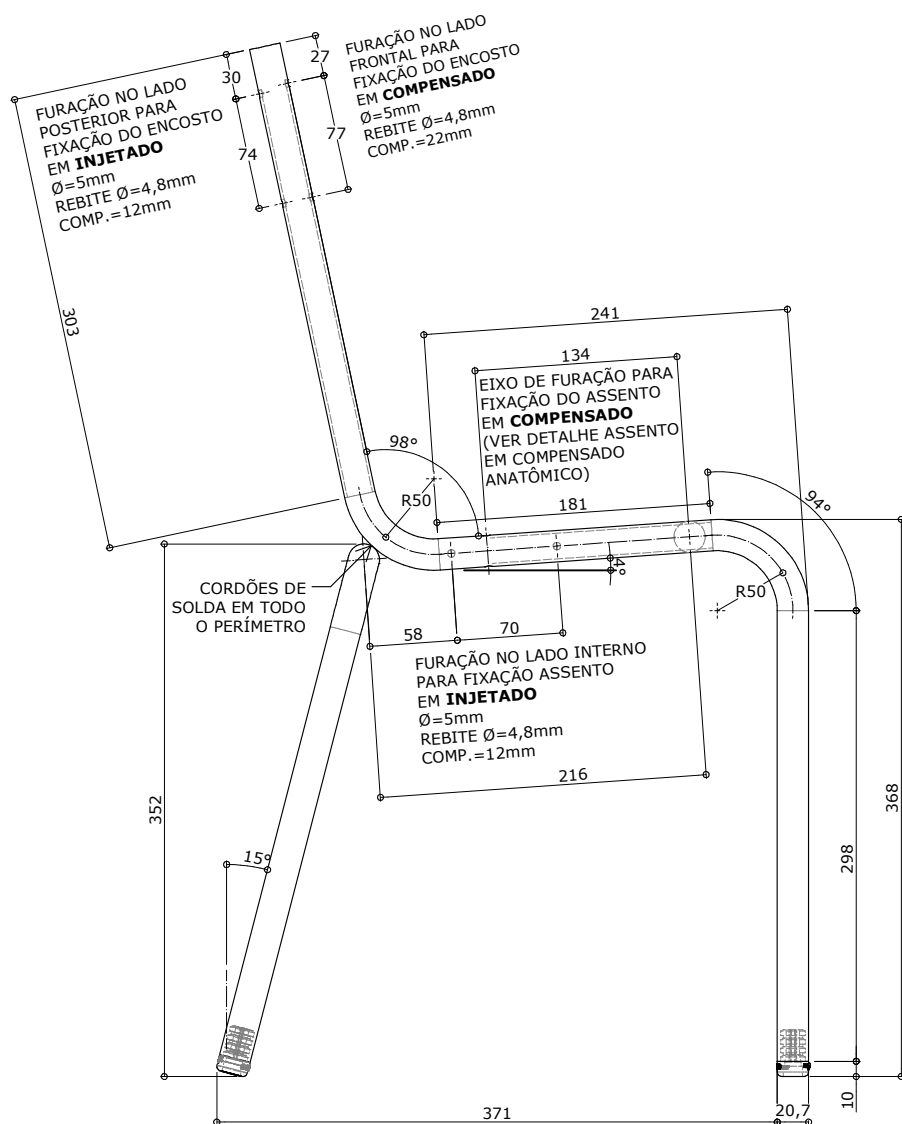 FURAÇÃO NO LADO
POSTERIOR PARA
FIXAÇÃO DO ENCOSTO
EM INJETADO
Ø=5mm
REBITE Ø=4,8mm
COMP.=12mm
30
74
303
27
77
FURAÇÃO NO LADO
FRONTAL PARA
FIXAÇÃO DO ENCOSTO
EM COMPENSADO
Ø=5mm
REBITE Ø=4,8mm
COMP.=22mm
241
134
EIXO DE FURAÇÃO PARA
FIXAÇÃO DO ASSENTO
EM COMPENSADO
(VER DETALHE ASSENTO
EM COMPENSADO
ANATÔMICO)
98°
R50
181
94°
4°
R50
CORDÕES DE
SOLDA EM TODO
O PERÍMETRO
58
70
FURAÇÃO NO LADO INTERNO
PARA FIXAÇÃO ASSENTO
EM INJETADO
Ø=5mm
REBITE Ø=4,8mm
COMP.=12mm
216
352
368
298
15°
10
371
20,7